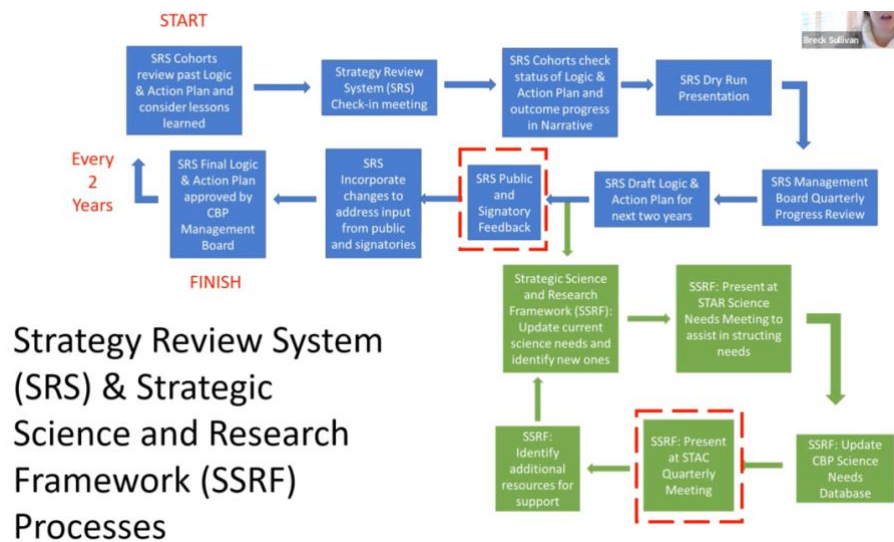 START
Breck Sullivan
SRS Cohorts
review past Logic
& Action Plan and
consider lessons
learned
Strategy Review
System (SRS)
Check-in meeting
SRS Cohorts check
status of Logic &
Action Plan and
outcome progress
in Narrative
SRS Dry Run
Presentation
Every
2
Years
SRS Final Logic
& Action Plan
approved by
CBP
Management
Board
SRS
Incorporate
changes to
address input
from public
and signatories
SRS Public
and
Signatory
Feedback
SRS Draft Logic &
Action Plan for
next two years
SRS Management
Board Quarterly
Progress Review
FINISH
Strategic Science
and Research
Framework (SSRF):
Update current
science needs and
identify new ones
SSRF: Present at
STAR Science
Needs Meeting to
assist in structing
needs
Strategy Review System
(SRS) & Strategic
Science and Research
Framework (SSRF)
Processes
SSRF:
Identify
additional
resources for
support
SSRF: Present
at STAC
Quarterly
Meeting
SSRF: Update
CBP Science
Needs
Database